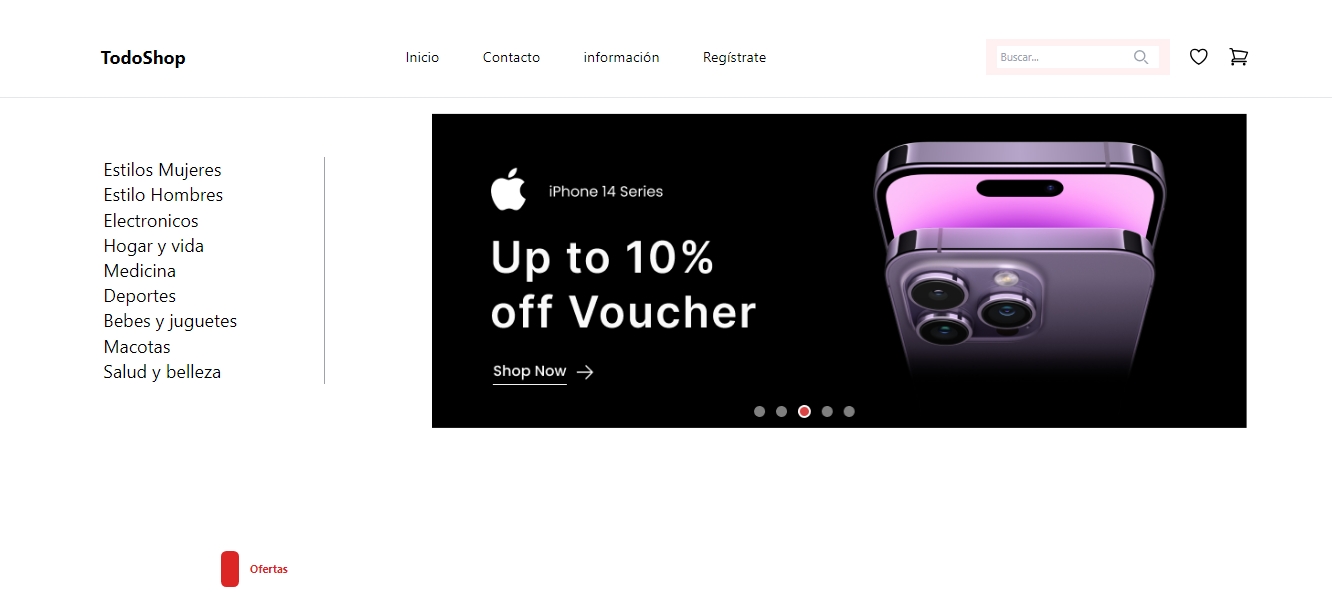 TodoShop
Inicio
Contacto
información
Regístrate
Buscar...
Estilos Mujeres
Estilo Hombres
Electronicos
Hogar y vida
Medicina
Deportes
Bebes y juguetes
Macotas
Salud y belleza
iPhone 14 Series
Up to 10%
off Voucher
Shop Now
Ofertas